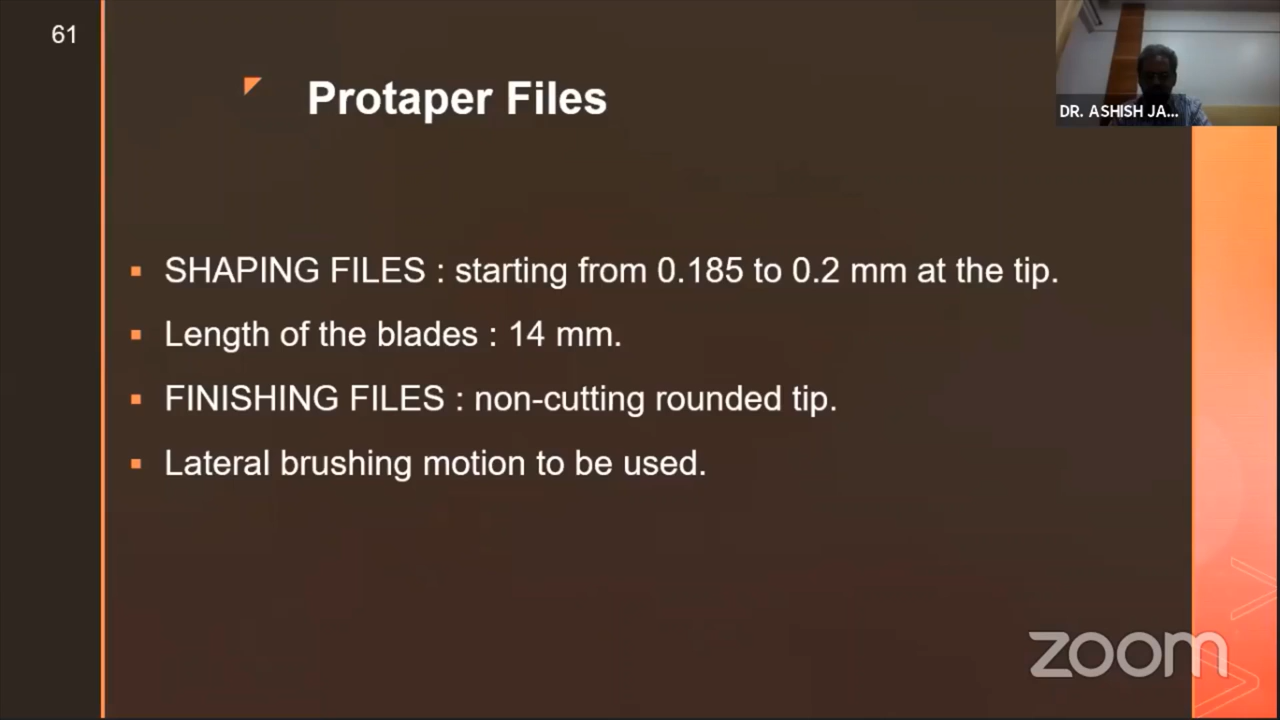 61
Protaper Files
DR. ASHISH JA...
SHAPING FILES : starting from 0.185 to 0.2 mm at the tip.
Length of the blades : 14 mm.
FINISHING FILES : non-cutting rounded tip.
Lateral brushing motion to be used.
zoom